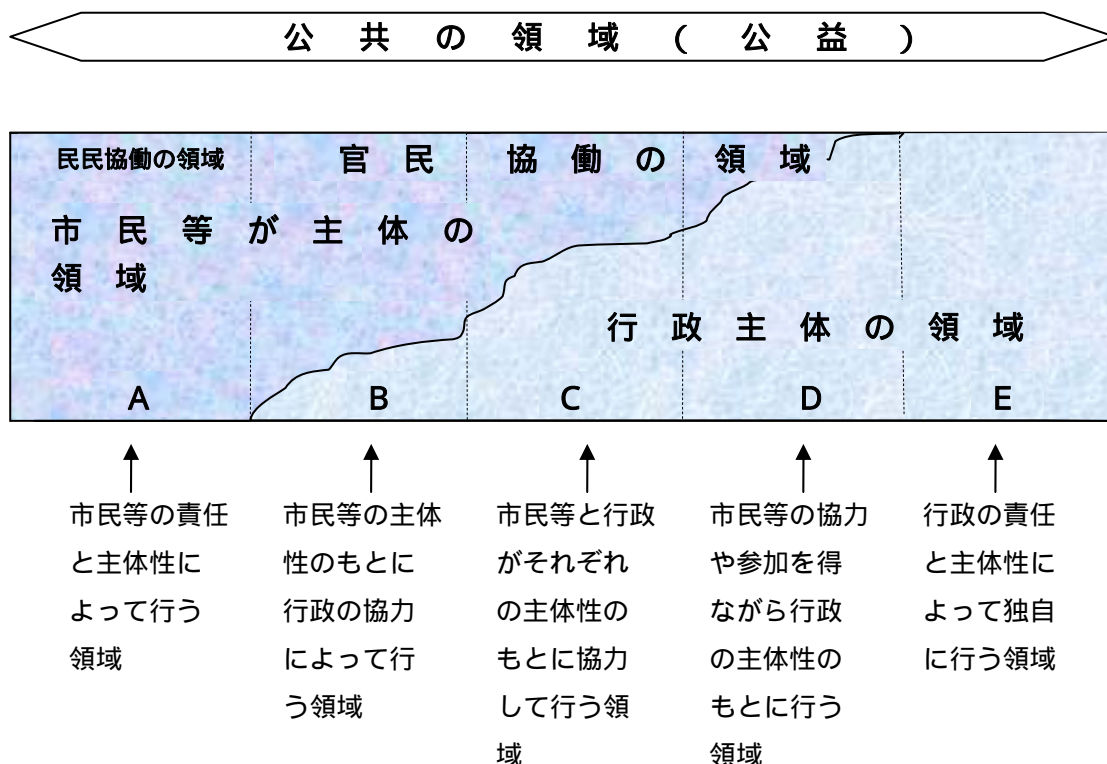 公共の領域（公益）
民民協働の領域
官民協働の領域
市民等が主体の
領域
行政主体の領域
A
B
C
D
E
市民等の責任
と主体性に
よって行う
領域
市民等の主体
性のもとに
行政の協力
によって行
う領域
市民等と行政
がそれぞれ
の主体性の
もとに協力
して行う領
域
市民等の協力
や参加を得
ながら行政
の主体性の
もとに行う
領域
行政の責任
と主体性に
よって独自
に行う領域